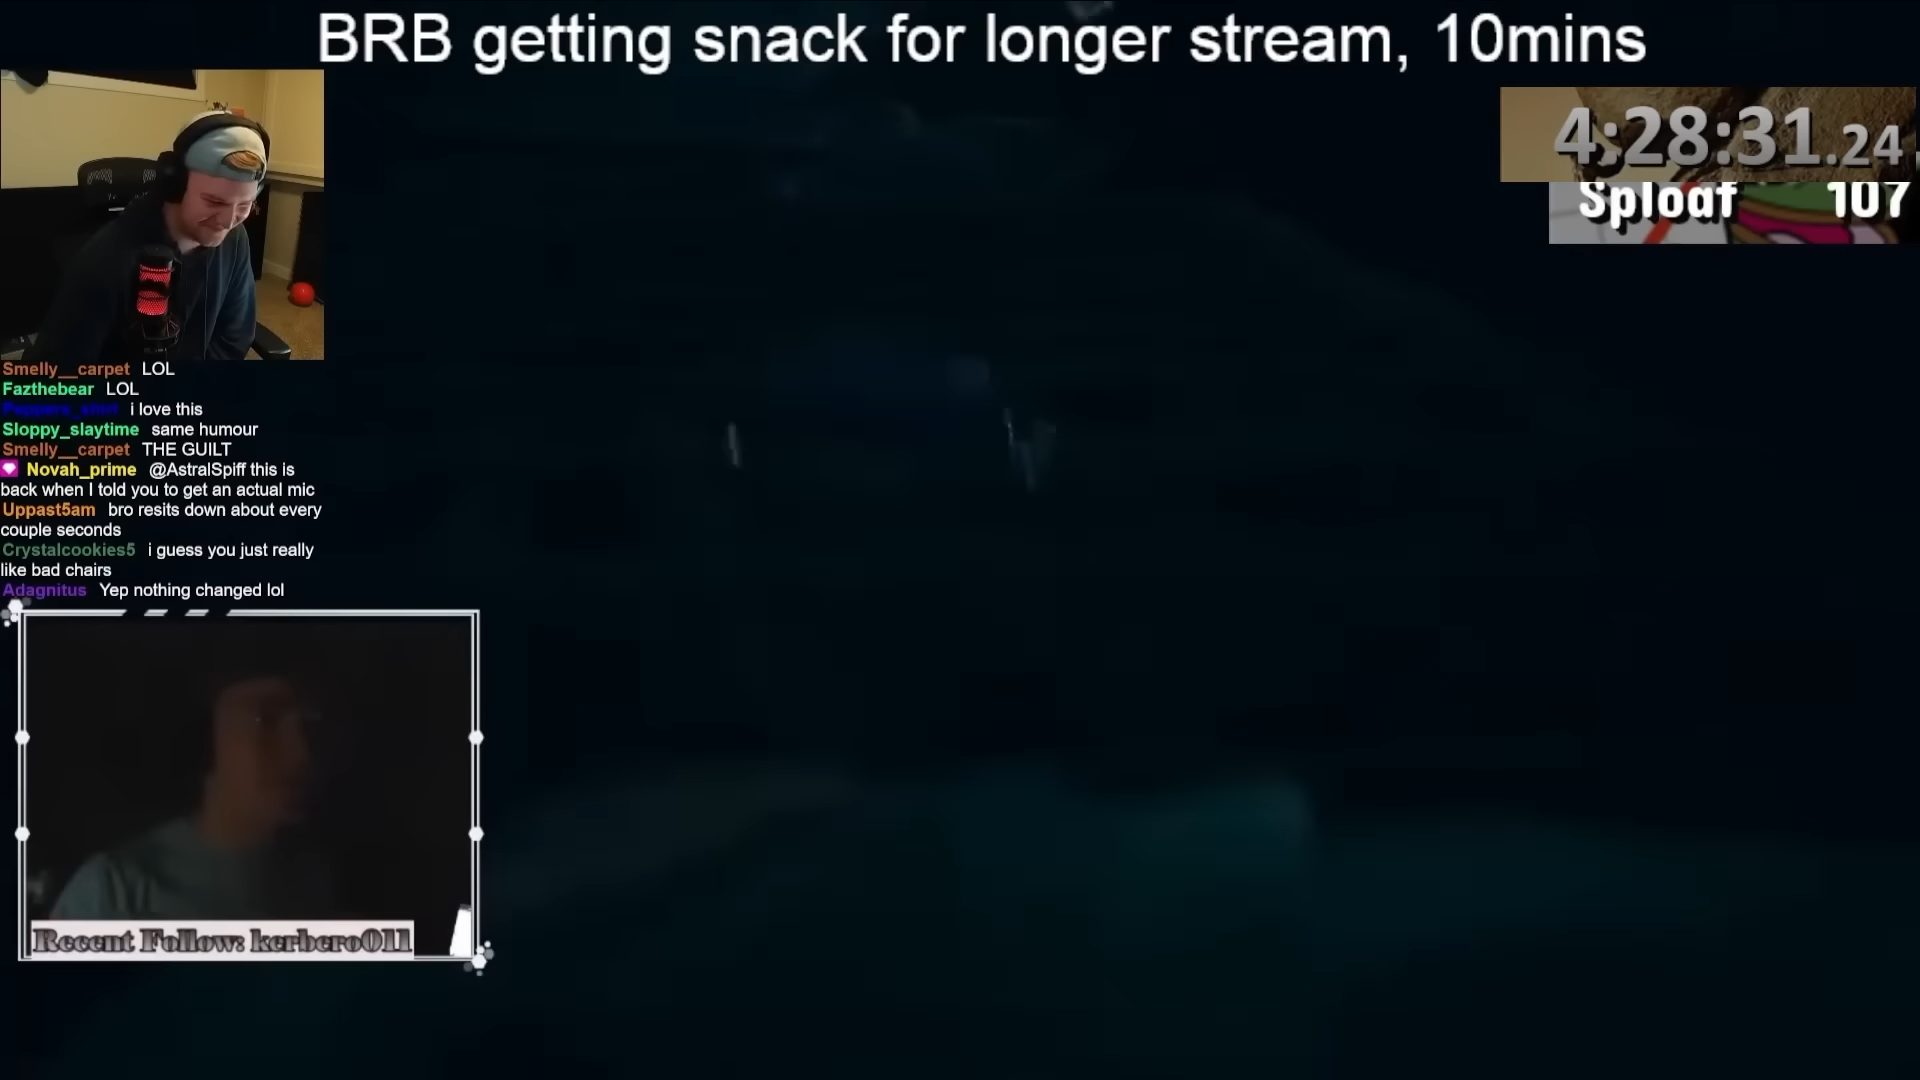 BRB getting snack for longer stream, 10mins
4:28:31.24
Sploaf 107
Smelly__carpet LOL
Fazthebear LOL
i love this
Sloppy_slaytime same humour
Smelly__carpet THE GUILT
Novah_prime @AstralSpiff this is
back when I told you to get an actual mic
Uppast5am bro resits down about every
couple seconds
Crystalcookies5 i guess you just really
like bad chairs
Adagnitus Yep nothing changed lol
Recent Follow: kerbero011